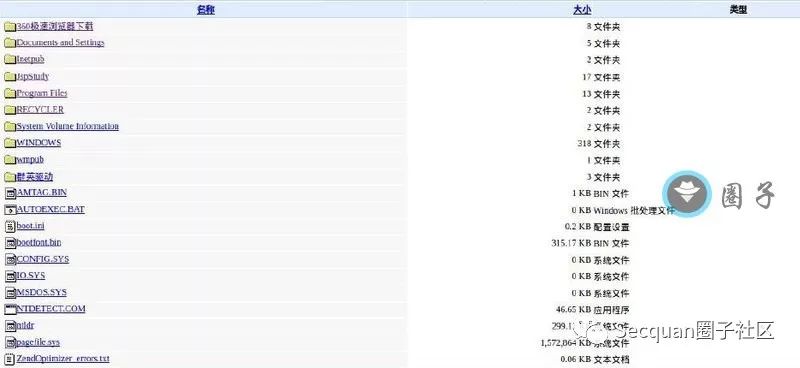 名称 大小 类型
360极速浏览器下载 8 文件夹
Documents and Settings 5 文件夹
Inetpub 2 文件夹
JspStudy 17 文件夹
Program Files 13 文件夹
RECYCLER 2 文件夹
System Volume Information 2 文件夹
WINDOWS 318 文件夹
wmpub 1 文件夹
群英驱动 3 文件夹
AMTAG.BIN 1 KB BIN 文件
圈子
AUTOEXEC.BAT 0 KB Windows 批处理文件
boot.ini 0.2 KB 配置设置
bootfont.bin 315.17 KB BIN 文件
CONFIG.SYS 0 KB 系统文件
IO.SYS 0 KB 系统文件
MSDOS.SYS 0 KB 系统文件
NTDETECT.COM 46.65 KB 应用程序
ntldr 系统文件
Secquan圈子社区
pagefile.sys 1,572,864 KB 系统文件
ZendOptimizer_errors.txt 0.06 KB 文本文档